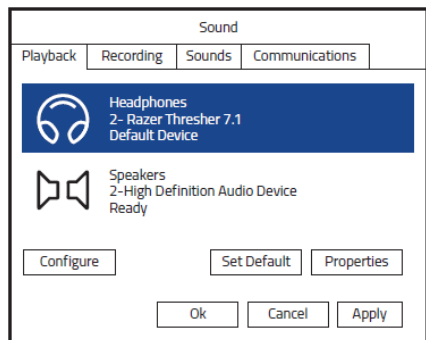 Sound
Playback Recording Sounds Communications
Headphones
2- Razer Thresher 7.1
Default Device
Speakers
2-High Definition Audio Device
Ready
Configure Set Default Properties
Ok Cancel Apply